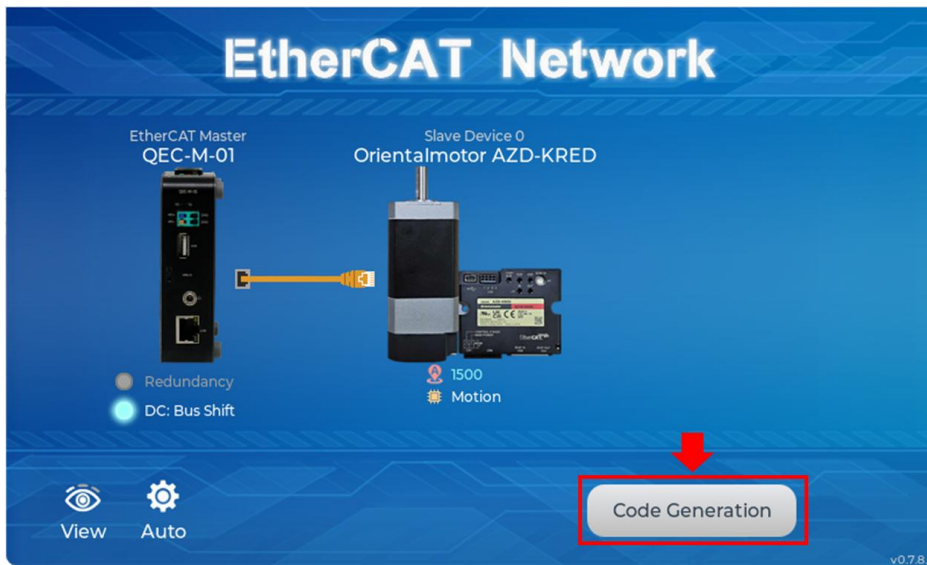 EtherCAT Network
EtherCAT Master
QEC-M-01
Slave Device 0
Orientalmotor AZD-KRED
Redundancy
DC: Bus Shift
1500
Motion
View
Auto
Code Generation
v0.7.8